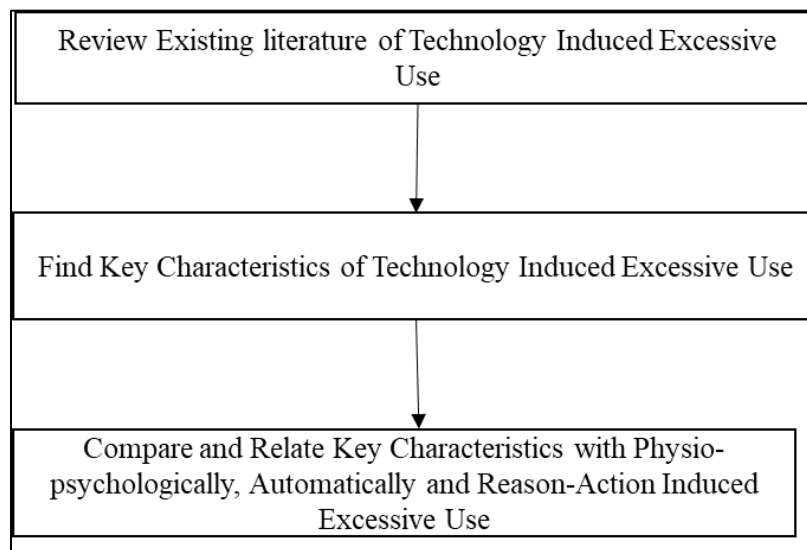 Review Existing literature of Technology Induced Excessive
Use
Find Key Characteristics of Technology Induced Excessive Use
Compare and Relate Key Characteristics with Physio-
psychologically, Automatically and Reason-Action Induced
Excessive Use